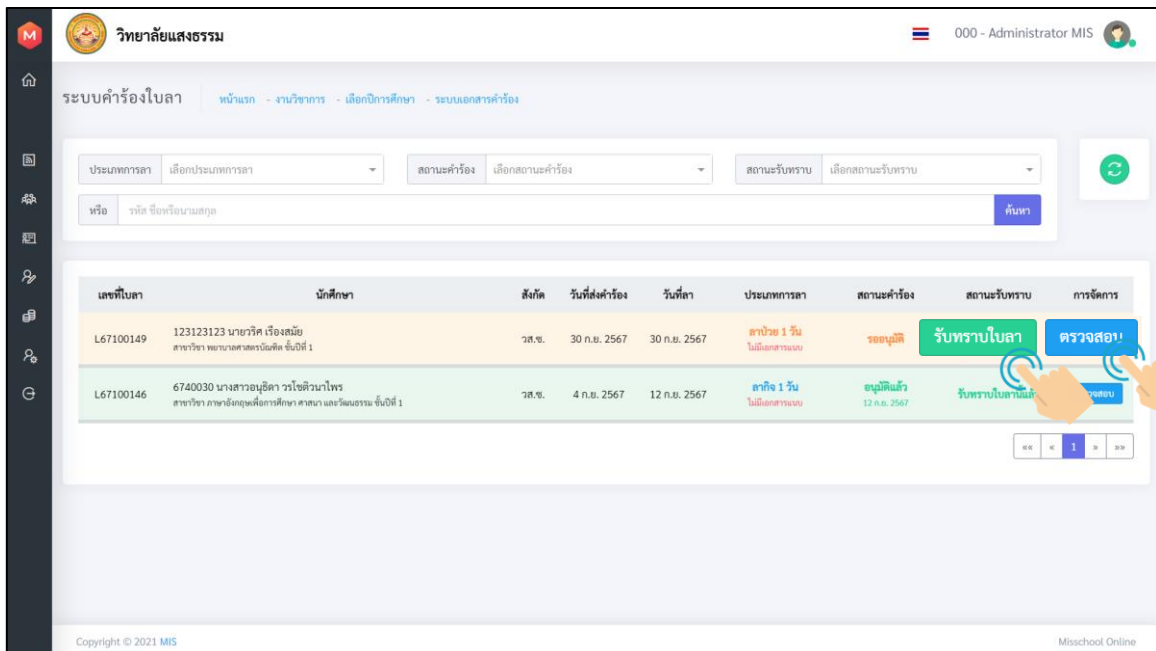 M
วิทยาลัยแสงธรรม
000 - Administrator MIS
ระบบคำร้องใบลา
หน้าแรก - งานวิชาการ - เลือกปีการศึกษา - ระบบเอกสารคำร้อง
ประเภทการลา เลือกประเภทการลา สถานะคำร้อง เลือกสถานะคำร้อง สถานะรับทราบ เลือกสถานะรับทราบ
หรือ รหัส ชื่อหรือนามสกุล ค้นหา
เลขที่ใบลา นักศึกษา สังกัด วันที่ส่งคำร้อง วันที่ลา ประเภทการลา สถานะคำร้อง สถานะรับทราบ การจัดการ
L67100149 123123123 นายวริศ เรืองสมัย วส.ช. 30 ก.ย. 2567 30 ก.ย. 2567 ลาป่วย 1 วัน รออนุมัติ รับทราบใบลา ตรวจสอบ
สาขาวิชา พยาบาลศาสตรบัณฑิต ชั้นปีที่ 1 ไม่มีเอกสารแนบ
L67100146 6740030 นางสาวอนุธิดา วรโชติวนาไพร วส.ช. 4 ก.ย. 2567 12 ก.ย. 2567 ลากิจ 1 วัน อนุมัติแล้ว รับทราบใบลานี้แล้ว
สาขาวิชา ภาษาอังกฤษเพื่อการศึกษา ศาสนา และวัฒนธรรม ชั้นปีที่ 1 ไม่มีเอกสารแนบ 12 ก.ย. 2567
«« « 1 » »»
Copyright © 2021 MIS Misschool Online